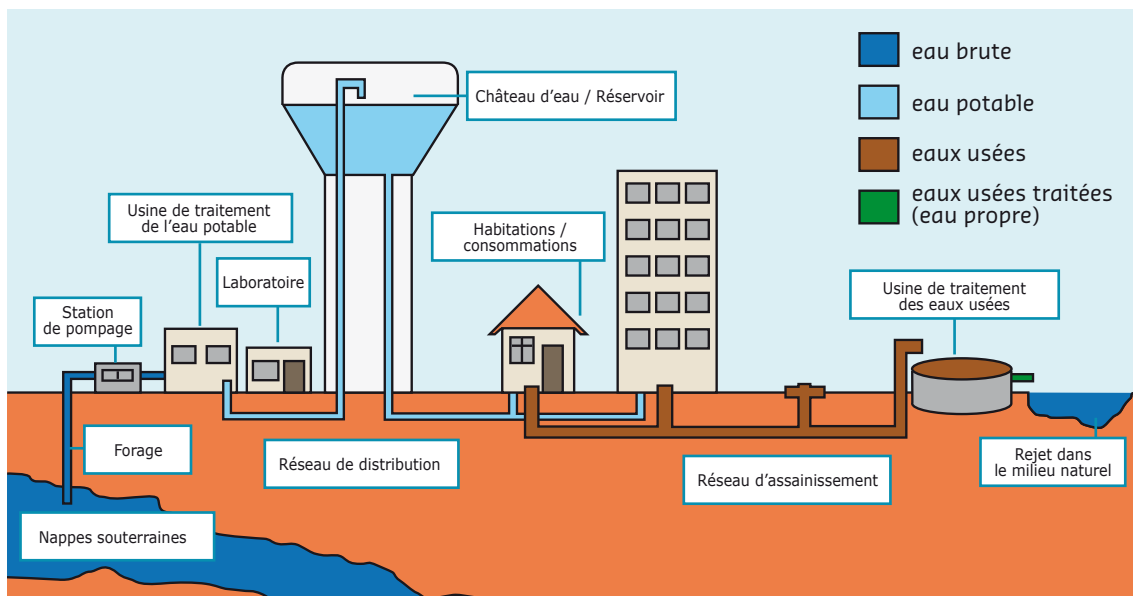 eau brute
eau potable
eaux usées
eaux usées traitées
(eau propre)
Château d'eau / Réservoir
Usine de traitement
de l'eau potable
Habitations /
consommations
Laboratoire
Usine de traitement
des eaux usées
Station
de pompage
Forage
Réseau de distribution
Réseau d'assainissement
Rejet dans
le milieu naturel
Nappes souterraines